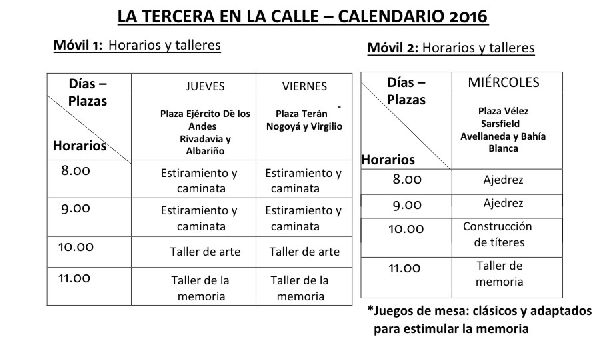 LA TERCERA EN LA CALLE – CALENDARIO 2016
Móvil 1: Horarios y talleres
Días –
Plazas
Horarios
JUEVES
Plaza Ejército De los
Andes
Rivadavia y
Albariño
VIERNES
Plaza Terán
Nogoyá y Virgilio
8.00
Estiramiento y
caminata
Estiramiento y
caminata
9.00
Estiramiento y
caminata
Estiramiento y
caminata
10.00
Taller de arte
Taller de arte
11.00
Taller de la
memoria
Taller de la
memoria
Móvil 2: Horarios y talleres
Días –
Plazas
Horarios
MIÉRCOLES
Plaza Vélez
Sarsfield
Avellaneda y Bahía
Blanca
8.00
Ajedrez
9.00
Ajedrez
10.00
Construcción
de títeres
11.00
Taller de
memoria
*Juegos de mesa: clásicos y adaptados
para estimular la memoria